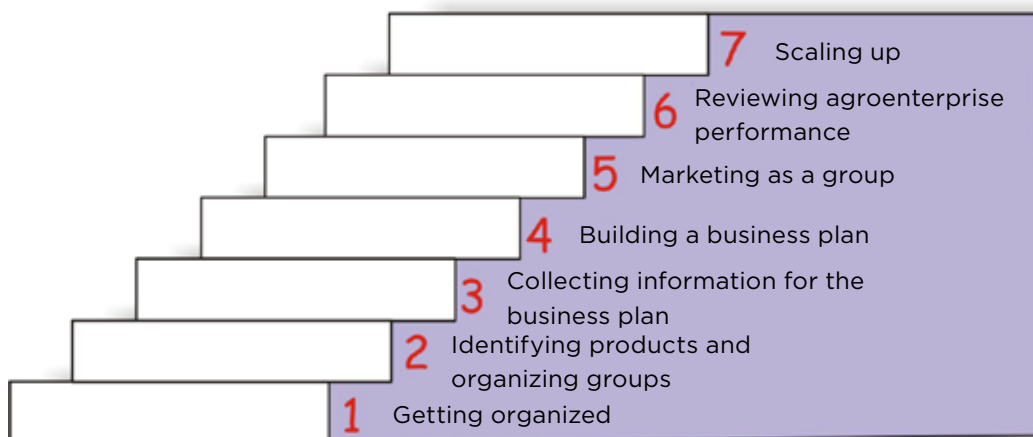 7 Scaling up
6 Reviewing agroenterprise
performance
5 Marketing as a group
4 Building a business plan
3 Collecting information for the
business plan
2 Identifying products and
organizing groups
1 Getting organized